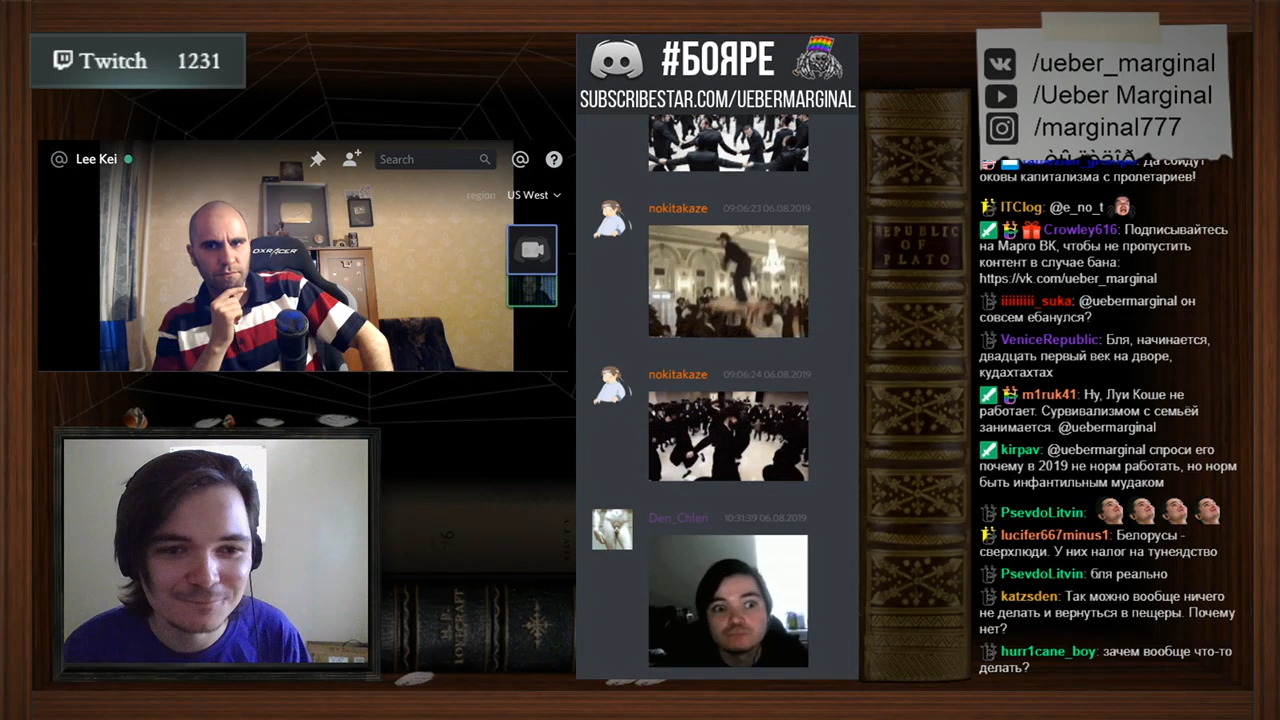 Twitch 1231
@ Lee Kei
Search
@ ?
region US West
DXRACER
H. P. LOVECRAFT
#БОЯРЕ
SUBSCRIBESTAR.COM/UEBERMARGINAL
nokitakaze 09:06:23 06.08.2019
nokitakaze 09:06:24 06.08.2019
Den_Chlen 10:31:39 06.08.2019
REPUBLIC
OF
PLATO
/ueber_marginal
/Ueber Marginal
/marginal777
Да сойдут
оковы капитализма с пролетариев!
ITClog: @e_no_t
Crowley616: Подписывайтесь
на Марго ВК, чтобы не пропустить
контент в случае бана:
https://vk.com/ueber_marginal
iiiiiiiiii_suka: @uebermarginal он
совсем ебанулся?
VeniceRepublic: Бля, начинается,
двадцать первый век на дворе,
кудахтахтах
m1ruk41: Ну, Луи Коше не
работает. Сурвивализмом с семьёй
занимается. @uebermarginal
kirpav: @uebermarginal спроси его
почему в 2019 не норм работать, но норм
быть инфантильным мудаком
PsevdoLitvin:
lucifer667minus1: Белорусы -
сверхлюди. У них налог на тунеядство
PsevdoLitvin: бля реально
katzsden: Так можно вообще ничего
не делать и вернуться в пещеры. Почему
нет?
hurr1cane_boy: зачем вообще что-то
делать?